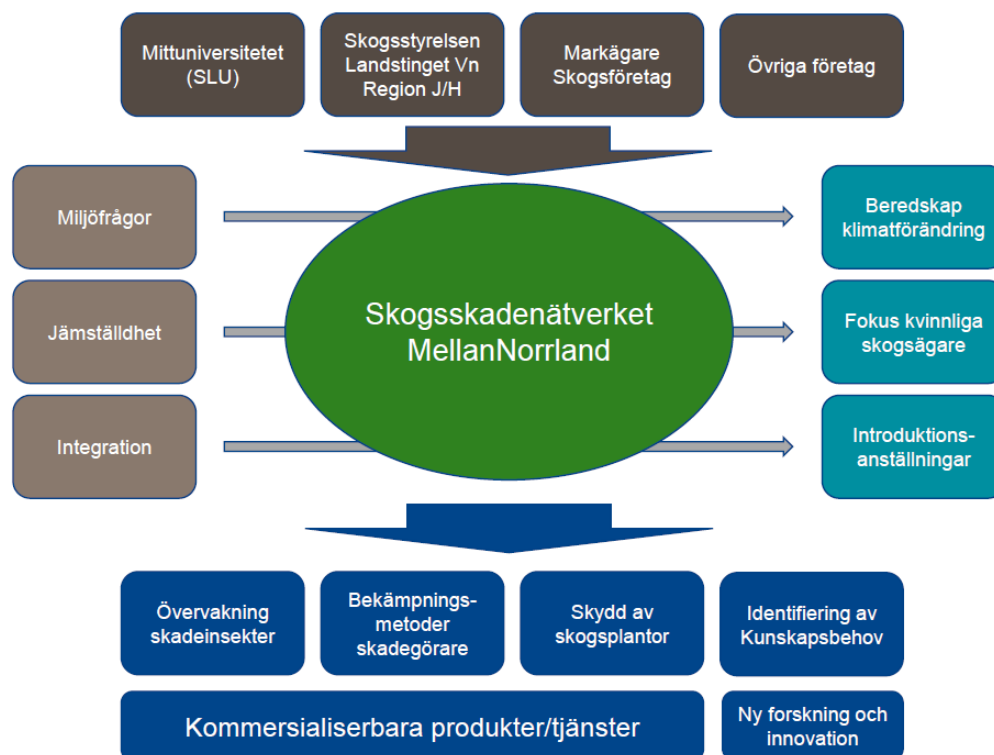 Mittuniversitetet
(SLU)
Skogsstyrelsen
Landstinget Vn
Region J/H
Markägare
Skogsföretag
Övriga företag
Miljöfrågor
Beredskap
klimatförändring
Jämställdhet
Skogsskadenätverket
MellanNorrland
Fokus kvinnliga
skogsägare
Integration
Introduktions-
anställningar
Övervakning
skadeinsekter
Bekämpnings-
metoder
skadegörare
Skydd av
skogsplantor
Identifiering av
Kunskapsbehov
Kommersialiserbara produkter/tjänster
Ny forskning och
innovation